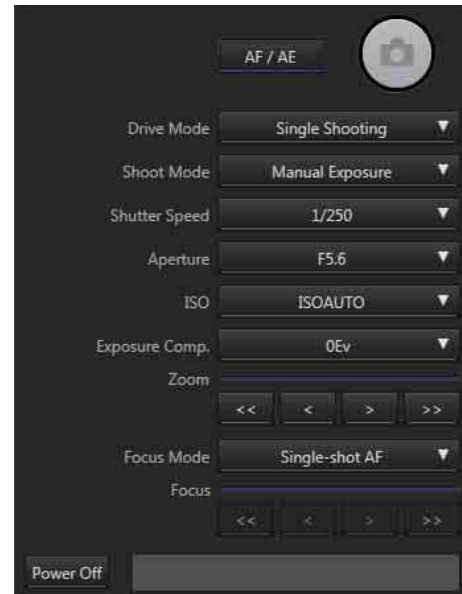 AF / AE
Drive Mode Single Shooting
Shoot Mode Manual Exposure
Shutter Speed 1/250
Aperture F5.6
ISO ISOAUTO
Exposure Comp. 0Ev
Zoom
<< < > >>
Focus Mode Single-shot AF
Focus
<< < > >>
Power Off